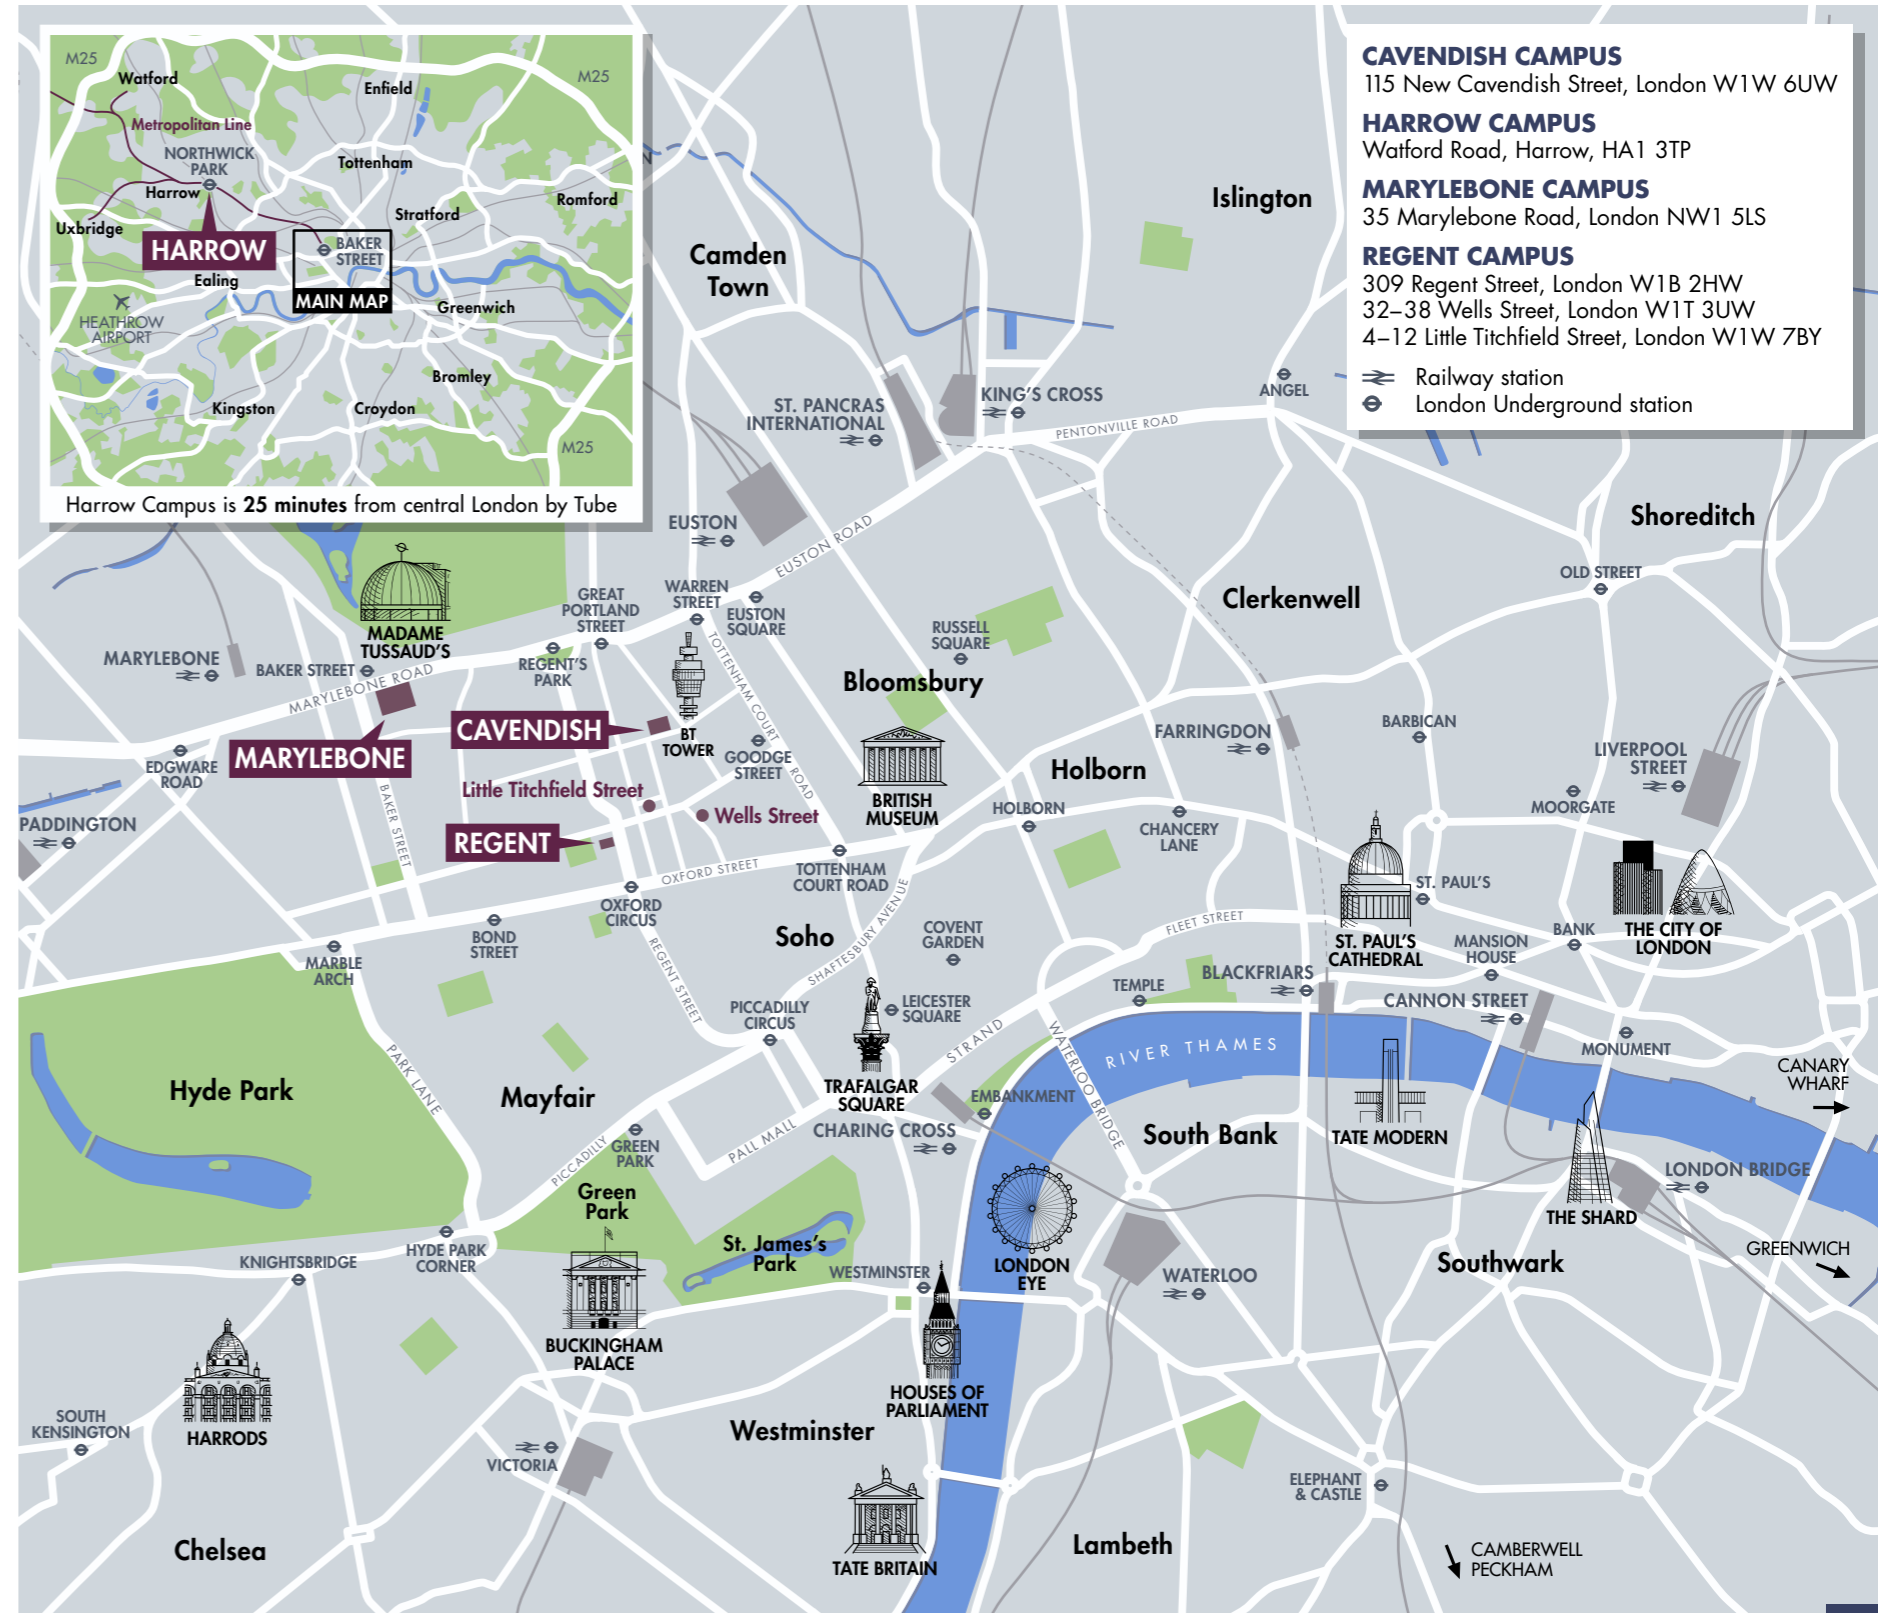 M25
M25
Watford
Enfield
Metropolitan Line
NORTHWICK
PARK
Tottenham
Harrow
Romford
Stratford
Uxbridge
HARROW
BAKER
STREET
Ealing
MAIN MAP
Greenwich
HEATHROW
AIRPORT
Bromley
Kingston
Croydon
M25
Harrow Campus is 25 minutes from central London by Tube
CAVENDISH CAMPUS
115 New Cavendish Street, London W1W 6UW
HARROW CAMPUS
Watford Road, Harrow, HA1 3TP
MARYLEBONE CAMPUS
35 Marylebone Road, London NW1 5LS
REGENT CAMPUS
309 Regent Street, London W1B 2HW
32–38 Wells Street, London W1T 3UW
4–12 Little Titchfield Street, London W1W 7BY
Railway station
London Underground station
Islington
Camden
Town
ANGEL
KING'S CROSS
ST. PANCRAS
INTERNATIONAL
PENTONVILLE ROAD
Shoreditch
EUSTON
EUSTON ROAD
OLD STREET
Clerkenwell
WARREN
STREET
GREAT
PORTLAND
STREET
EUSTON
SQUARE
RUSSELL
SQUARE
MADAME
TUSSAUD'S
MARYLEBONE
BAKER STREET
REGENT'S
PARK
MARYLEBONE ROAD
TOTTENHAM COURT ROAD
Bloomsbury
CAVENDISH
BT
TOWER
FARRINGDON
BARBICAN
MARYLEBONE
EDGWARE
ROAD
GOODGE
STREET
LIVERPOOL
STREET
Holborn
Little Titchfield Street
BRITISH
MUSEUM
HOLBORN
MOORGATE
Wells Street
BAKER STREET
PADDINGTON
CHANCERY
LANE
REGENT
OXFORD STREET
TOTTENHAM
COURT ROAD
ST. PAUL'S
OXFORD
CIRCUS
SHAFTESBURY AVENUE
FLEET STREET
Soho
COVENT
GARDEN
ST. PAUL'S
CATHEDRAL
MANSION
HOUSE
BANK
THE CITY OF
LONDON
BOND
STREET
MARBLE
ARCH
REGENT STREET
TEMPLE
BLACKFRIARS
CANNON STREET
LEICESTER
SQUARE
PICCADILLY
CIRCUS
STRAND
WATERLOO BRIDGE
RIVER THAMES
MONUMENT
CANARY
WHARF
Hyde Park
PARK LANE
Mayfair
TRAFALGAR
SQUARE
EMBANKMENT
CHARING CROSS
South Bank
TATE MODERN
PALL MALL
GREEN
PARK
PICCADILLY
LONDON BRIDGE
Green
Park
THE SHARD
St. James's
Park
HYDE PARK
CORNER
KNIGHTSBRIDGE
WESTMINSTER
LONDON
EYE
WATERLOO
Southwark
GREENWICH
BUCKINGHAM
PALACE
HOUSES OF
PARLIAMENT
SOUTH
KENSINGTON
HARRODS
Westminster
VICTORIA
ELEPHANT
& CASTLE
Chelsea
TATE BRITAIN
Lambeth
CAMBERWELL
PECKHAM